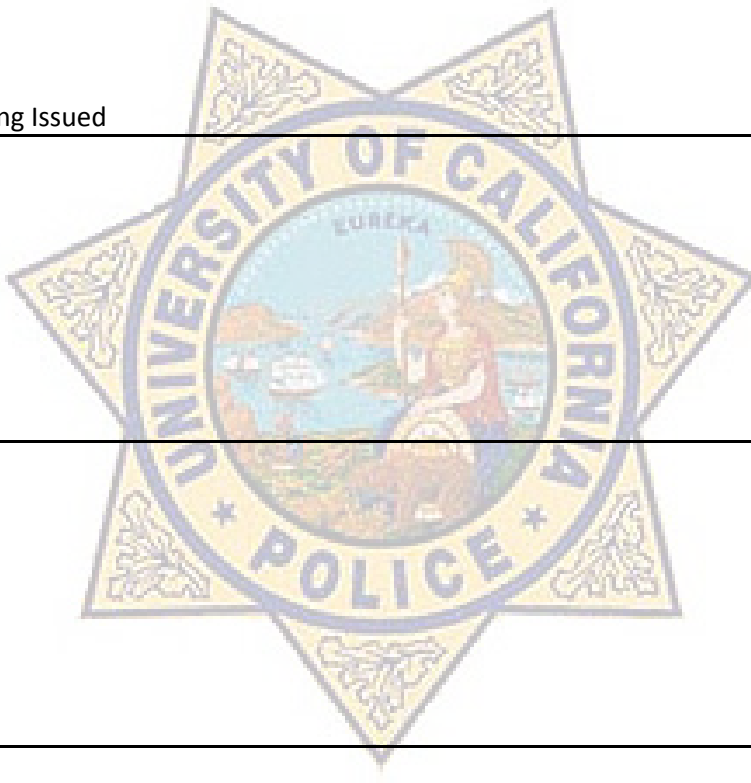 ng Issued
UNIVERSITY OF CALIFORNIA
EUREKA
★ POLICE ★